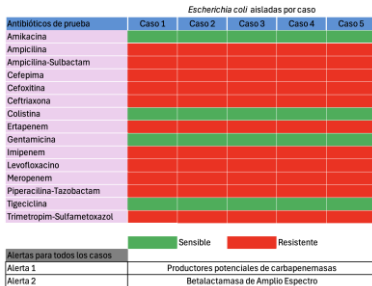 Escherichia coli aisladas por caso
Antibióticos de prueba Caso 1 Caso 2 Caso 3 Caso 4 Caso 5
Amikacina
Ampicilina
Ampicilina-Sulbactam
Cefepima
Cefoxitina
Ceftriaxona
Colistina
Ertapenem
Gentamicina
Imipenem
Levofloxacino
Meropenem
Piperacilina-Tazobactam
Tigeciclina
Trimetropim-Sulfametoxazol
Sensible Resistente
Alertas para todos los casos
Alerta 1 Productores potenciales de carbapenemasas
Alerta 2 Betalactamasa de Amplio Espectro